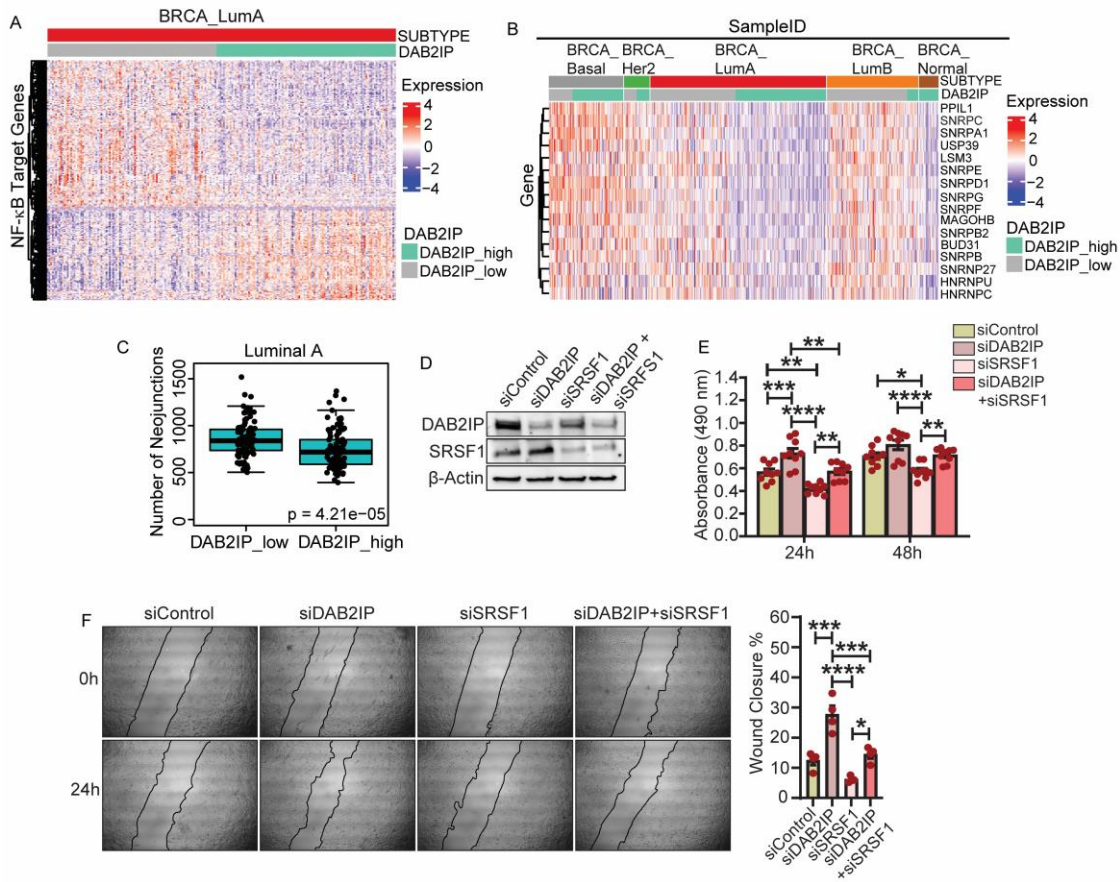 A
BRCA_LumA
SUBTYPE
DAB2IP
NF-κB Target Genes
Expression
4
2
0
−2
−4
DAB2IP
DAB2IP_high
DAB2IP_low
B
SampleID
BRCA_ BRCA_ BRCA_ BRCA_ BRCA_
Basal Her2 LumA LumB Normal
SUBTYPE
DAB2IP
Gene
PPIL1
SNRPC
SNRPA1
USP39
LSM3
SNRPE
SNRPD1
SNRPG
SNRPF
MAGOHB
SNRPB2
BUD31
SNRPB
SNRNP27
HNRNPU
HNRNPC
Expression
4
2
0
−2
−4
DAB2IP
DAB2IP_high
DAB2IP_low
C
Luminal A
Number of Neojunctions
1500
1000
500
0
p = 4.21e−05
DAB2IP_low DAB2IP_high
D
siControl
siDAB2IP
siSRSF1
siDAB2IP +
siSRFS1
DAB2IP
SRSF1
β-Actin
E
siControl
siDAB2IP
siSRSF1
siDAB2IP
+siSRSF1
Absorbance (490 nm)
1.4
1.2
1.0
0.8
0.6
0.4
0.2
0.0
**
**
***
****
**
*
****
**
24h 48h
F
siControl siDAB2IP siSRSF1 siDAB2IP+siSRSF1
0h
24h
Wound Closure %
60
50
40
30
20
10
0
***
***
****
*
siControl
siDAB2IP
siSRSF1
siDAB2IP
+siSRSF1